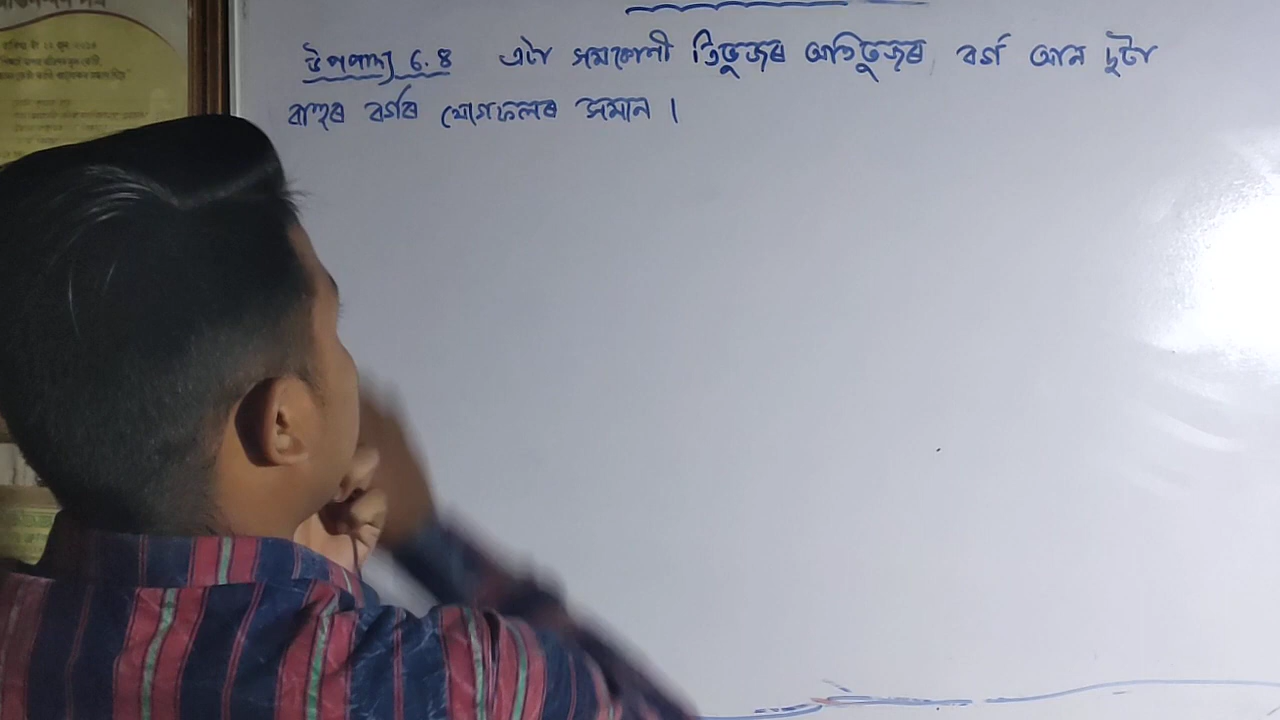 উপপাদ্য 6.8 এটা সমকোণী ত্ৰিভুজৰ অতিভুজৰ বৰ্গ আন দুটা
বাহুৰ বৰ্গৰ যোগফলৰ সমান ।